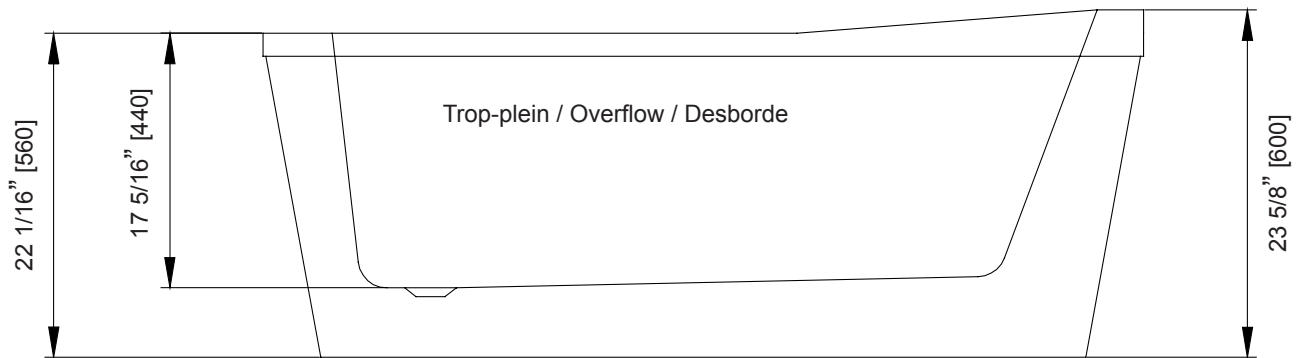 22 1/16” [560]
17 5/16” [440]
Trop-plein / Overflow / Desborde
23 5/8” [600]